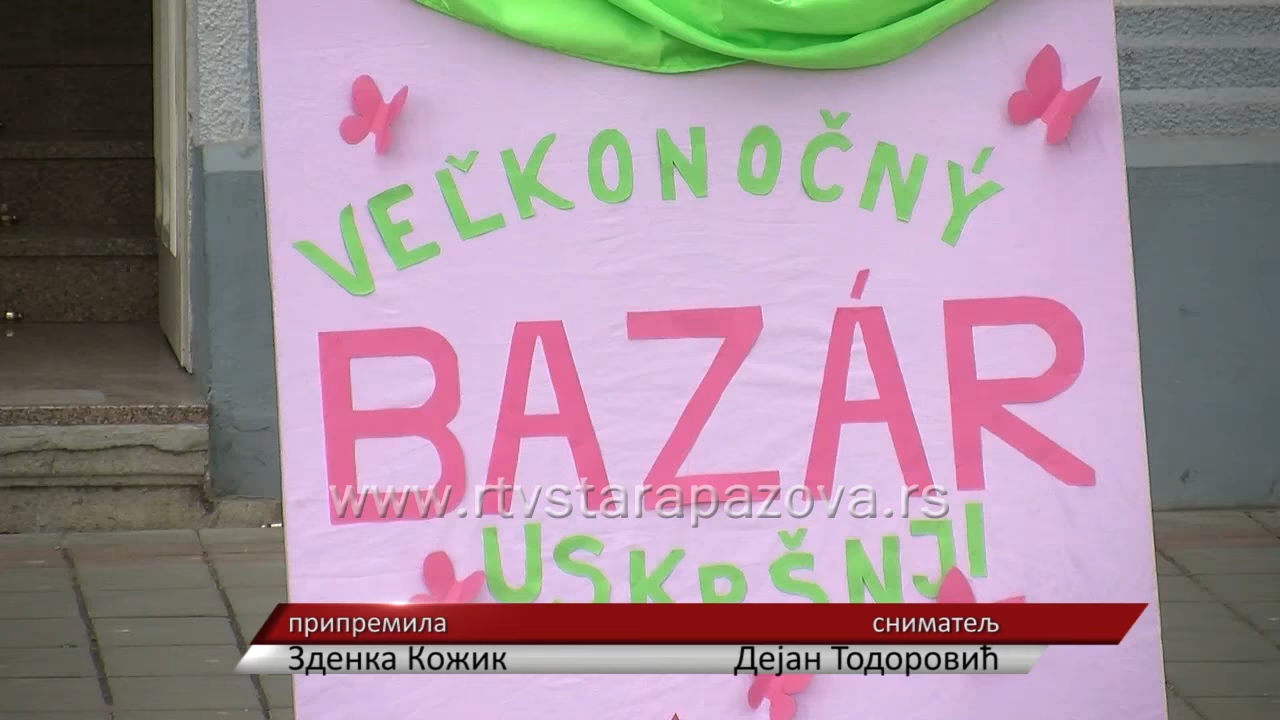 VEĽKONOČNÝ
BAZÁR
www.rtvstarapazova.rs
USKRŠNJI
припремила сниматељ
Зденка Кожик Дејан Тодоровић